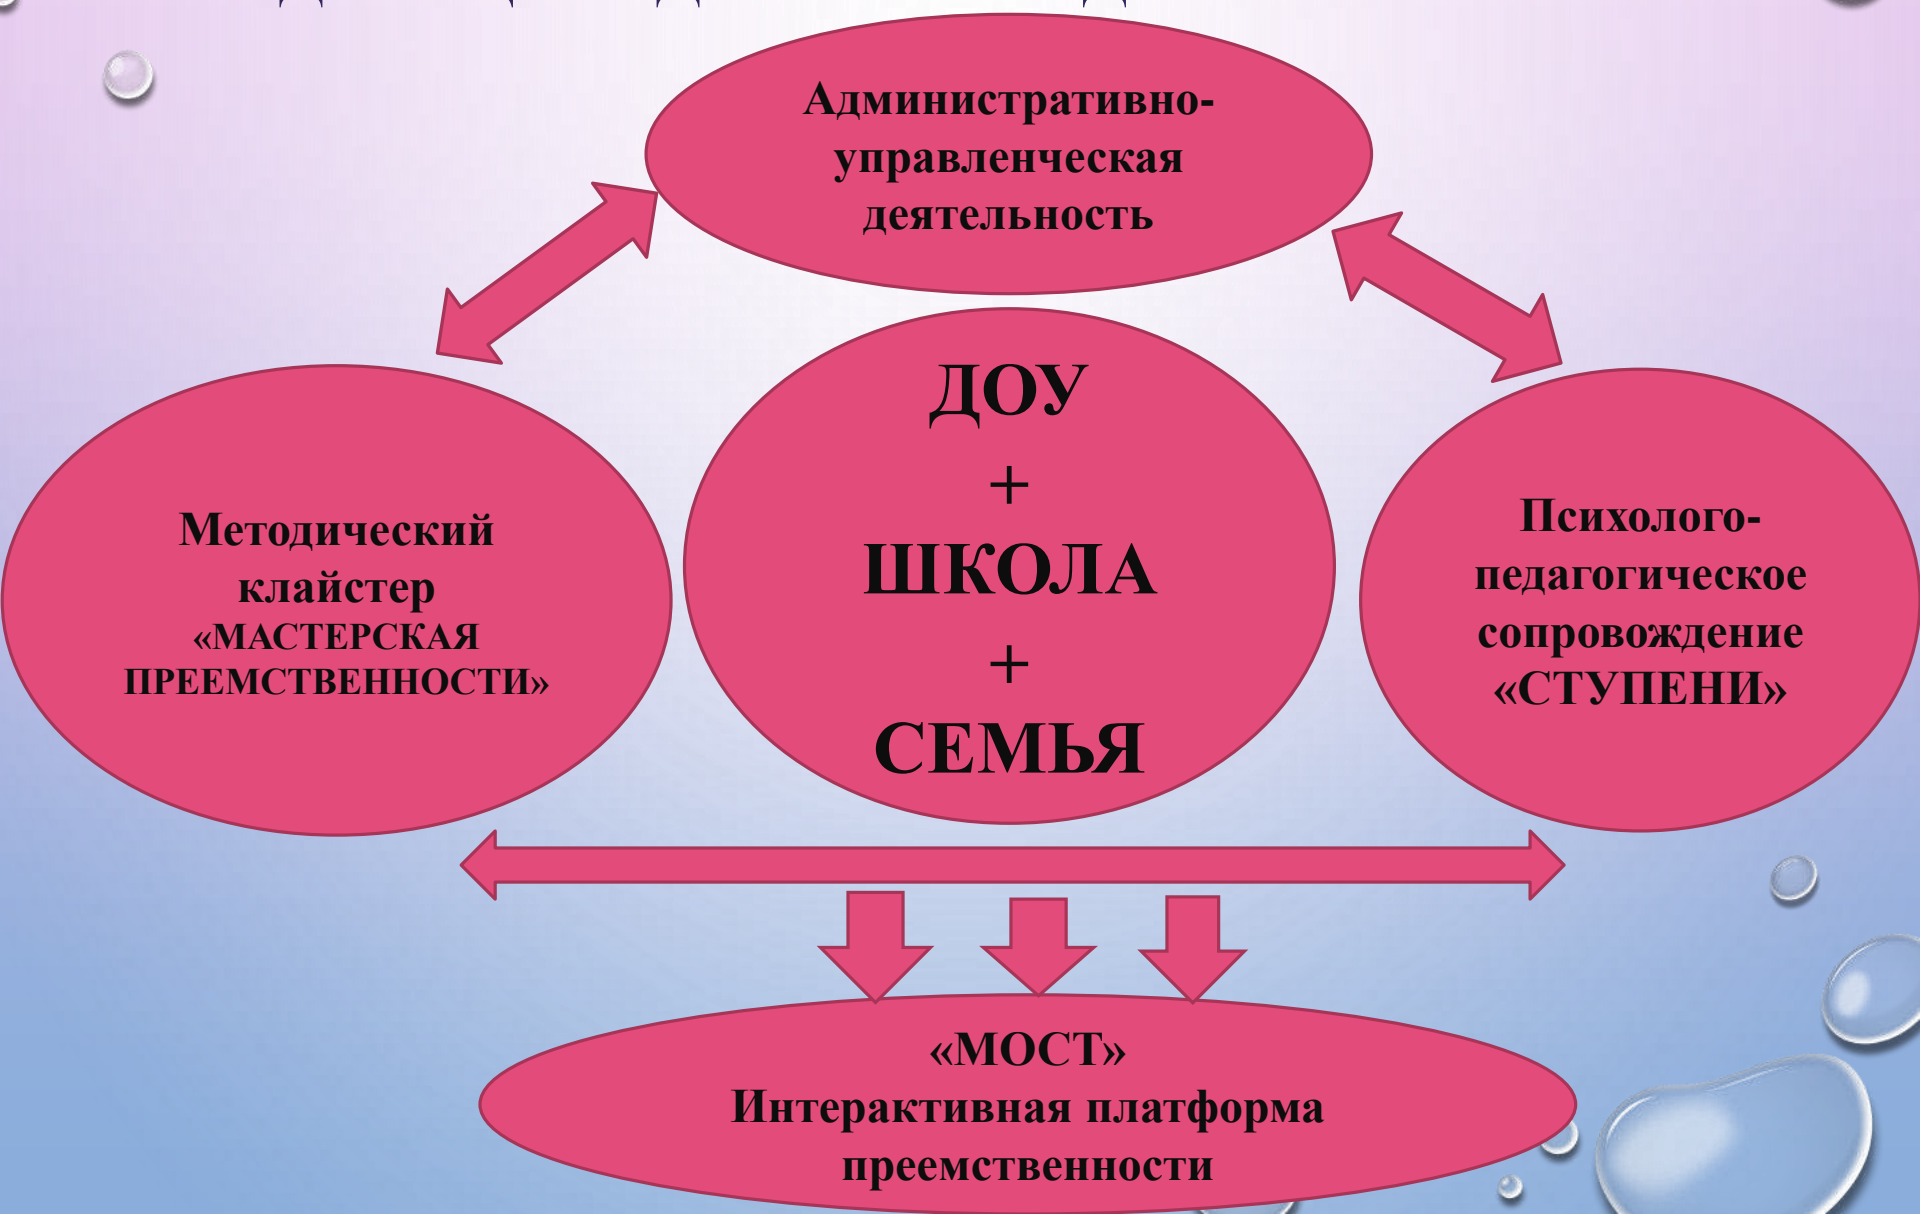 Административно-
управленческая
деятельность
ДОУ
+
ШКОЛА
+
СЕМЬЯ
Методический
клайстер
«МАСТЕРСКАЯ
ПРЕЕМСТВЕННОСТИ»
Психолого-
педагогическое
сопровождение
«СТУПЕНИ»
«МОСТ»
Интерактивная платформа
преемственности